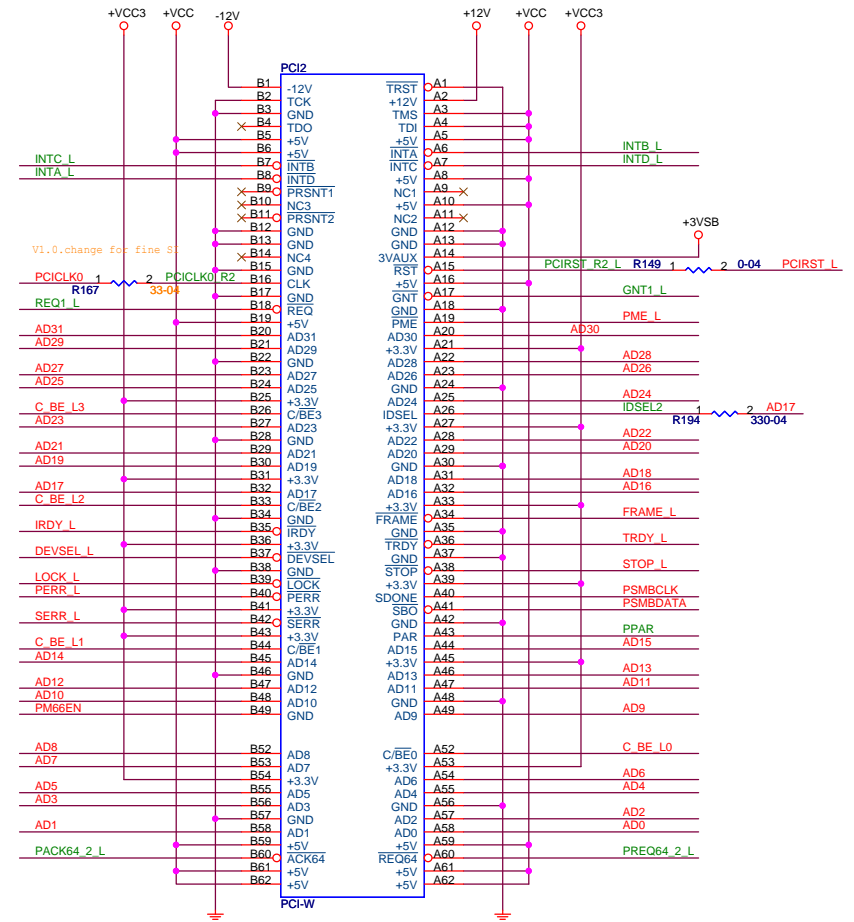 +VCC3 +VCC -12V +12V +VCC +VCC3
PCI2
B1 -12V TRST A1
B2 TCK +12V A2
B3 GND TMS A3
B4 TDO TDI A4
B5 +5V +5V A5
B6 +5V INTA A6 INTB_L
INTC_L B7 INTB INTC A7 INTD_L
INTA_L B8 INTD +5V A8
B9 PRSNT1 NC1 A9
B10 NC3 +5V A10
B11 PRSNT2 NC2 A11
B12 GND GND A12
+3VSB
B13 GND GND A13
V1.0.change for fine SI
B14 NC4 3VAUX A14
B15 GND RST A15 PCIRST_R2_L R149 1 2 0-04 PCIRST_L
PCICLK0 1 2 PCICLK0_R2 B16 CLK +5V A16
R167 33-04
B17 GND GNT A17 GNT1_L
REQ1_L B18 REQ GND A18
B19 +5V PME A19 PME_L
AD31 B20 AD31 AD30 A20 AD30
AD29 B21 AD29 +3.3V A21
B22 GND AD28 A22 AD28
AD27 B23 AD27 AD26 A23 AD26
AD25 B24 AD25 GND A24
B25 +3.3V AD24 A25 AD24
C_BE_L3 B26 C/BE3 IDSEL A26 IDSEL2 1 2 AD17
R194 330-04
AD23 B27 AD23 +3.3V A27
B28 GND AD22 A28 AD22
AD21 B29 AD21 AD20 A29 AD20
AD19 B30 AD19 GND A30
B31 +3.3V AD18 A31 AD18
AD17 B32 AD17 AD16 A32 AD16
C_BE_L2 B33 C/BE2 +3.3V A33
B34 GND FRAME A34 FRAME_L
IRDY_L B35 IRDY GND A35
B36 +3.3V TRDY A36 TRDY_L
DEVSEL_L B37 DEVSEL GND A37
B38 GND STOP A38 STOP_L
LOCK_L B39 LOCK +3.3V A39
PERR_L B40 PERR SDONE A40 PSMBCLK
B41 +3.3V SBO A41 PSMBDATA
SERR_L B42 SERR GND A42
B43 +3.3V PAR A43 PPAR
C_BE_L1 B44 C/BE1 AD15 A44 AD15
AD14 B45 AD14 +3.3V A45
B46 GND AD13 A46 AD13
AD12 B47 AD12 AD11 A47 AD11
AD10 B48 AD10 GND A48
PM66EN B49 GND AD9 A49 AD9
AD8 B52 AD8 C/BE0 A52 C_BE_L0
AD7 B53 AD7 +3.3V A53
B54 +3.3V AD6 A54 AD6
AD5 B55 AD5 AD4 A55 AD4
AD3 B56 AD3 GND A56
B57 GND AD2 A57 AD2
AD1 B58 AD1 AD0 A58 AD0
B59 +5V +5V A59
PACK64_2_L B60 ACK64 REQ64 A60 PREQ64_2_L
B61 +5V +5V A61
B62 +5V +5V A62
PCI-W